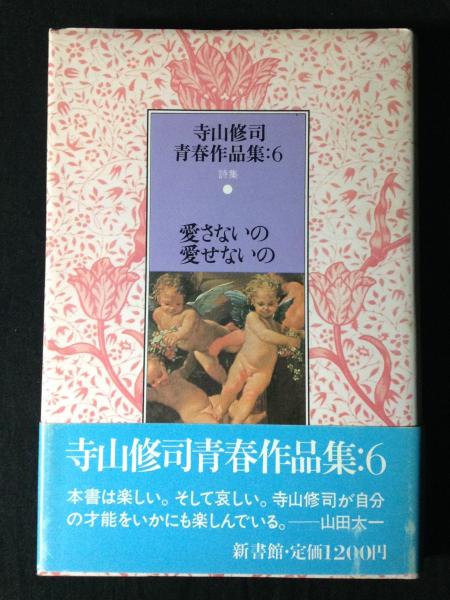 寺山修司
青春作品集:6
詩集
愛さないの
愛せないの
寺山修司青春作品集:6
本書は楽しい。そして哀しい。寺山修司が自分
の才能をいかにも楽しんでいる。——山田太一
新書館・定価1200円